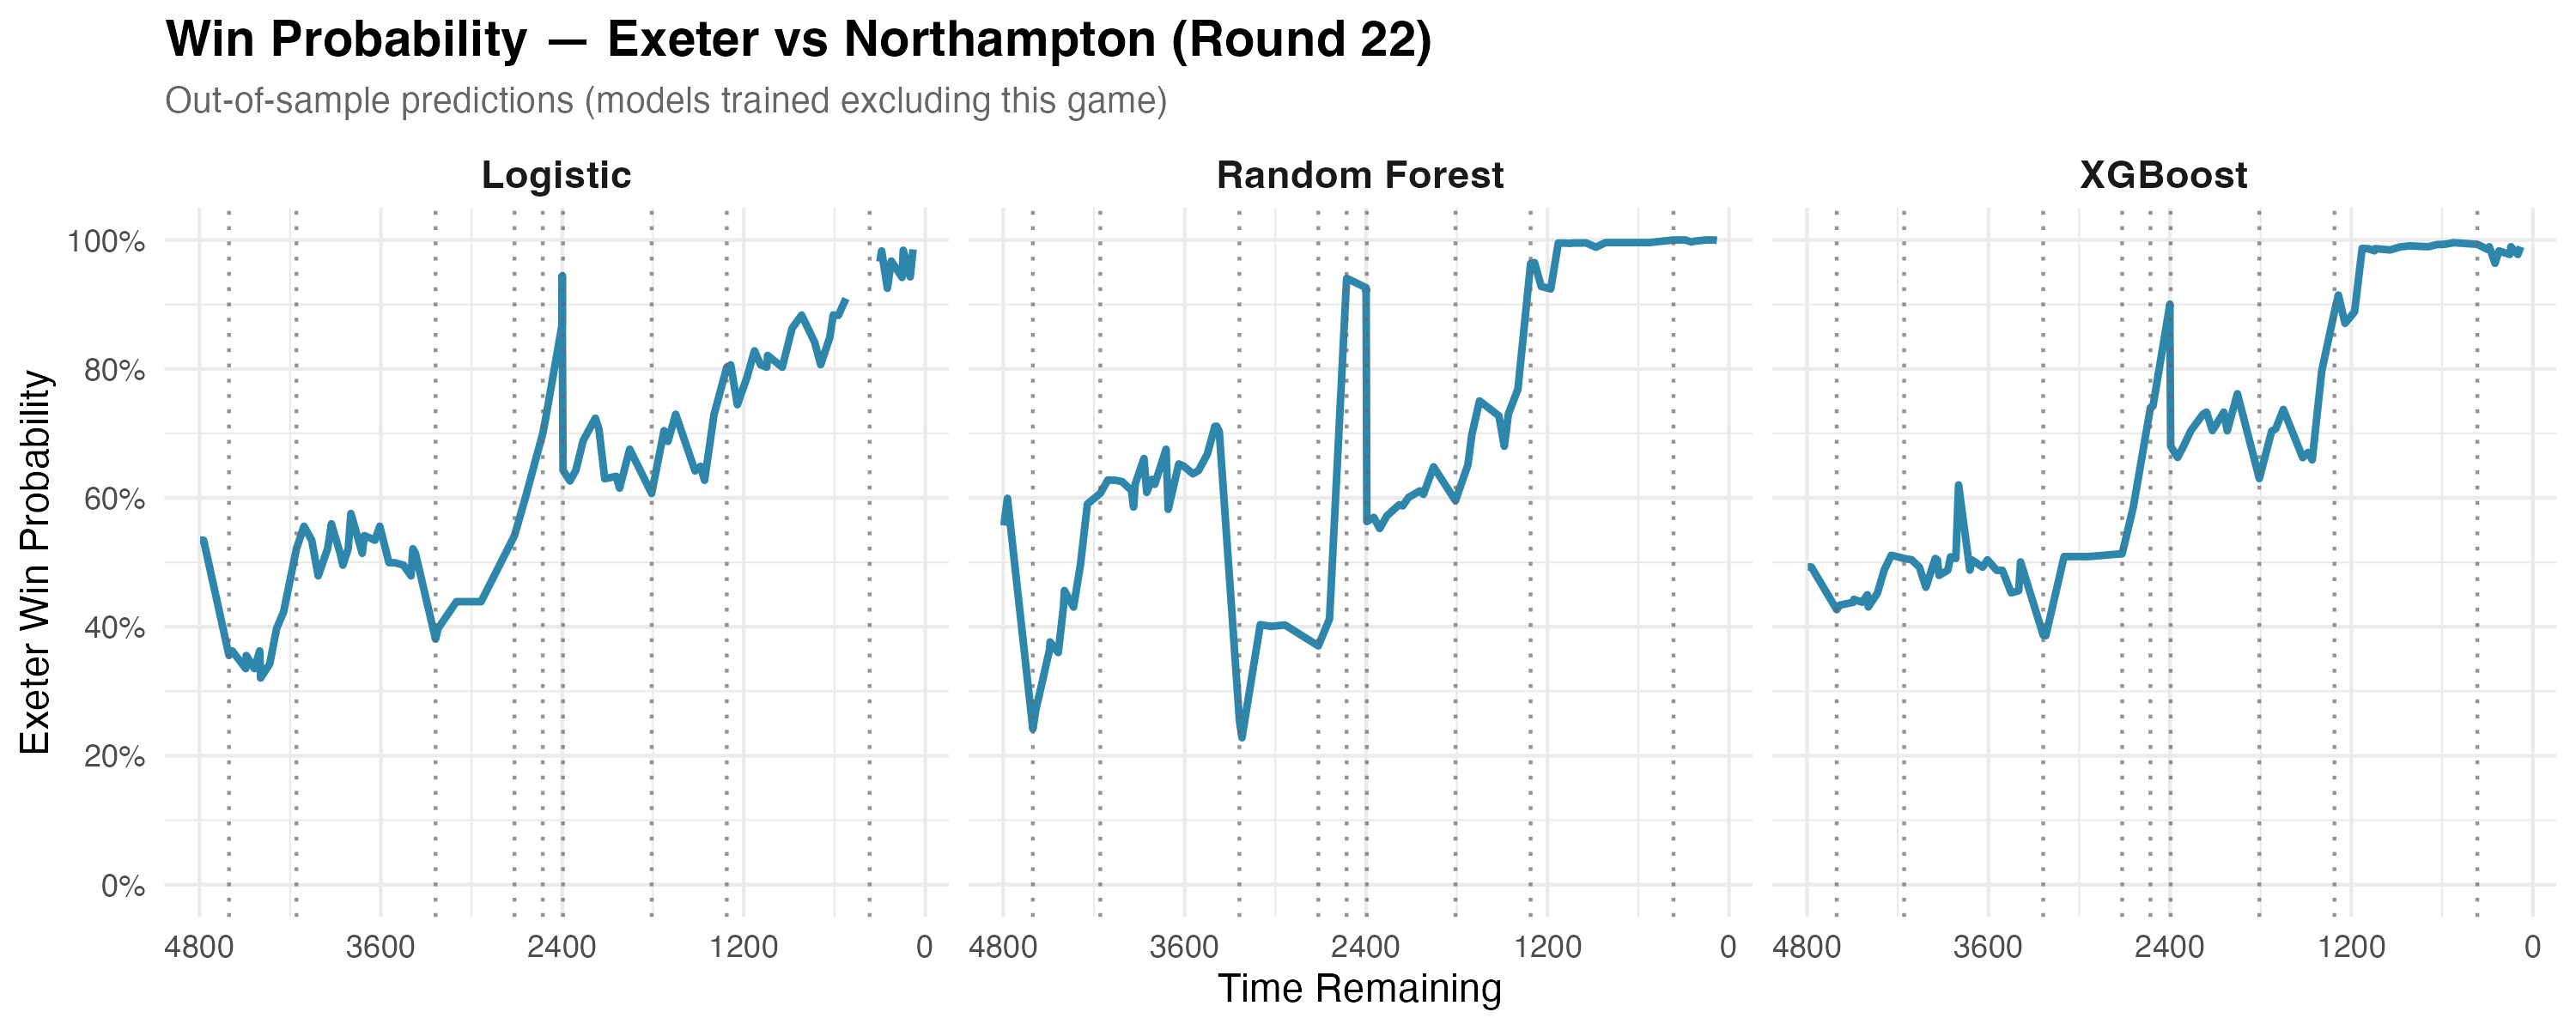 Win Probability — Exeter vs Northampton (Round 22)
Out-of-sample predictions (models trained excluding this game)
Logistic
Random Forest
XGBoost
Exeter Win Probability
100%
80%
60%
40%
20%
0%
4800 3600 2400 1200 0
4800 3600 2400 1200 0
4800 3600 2400 1200 0
Time Remaining